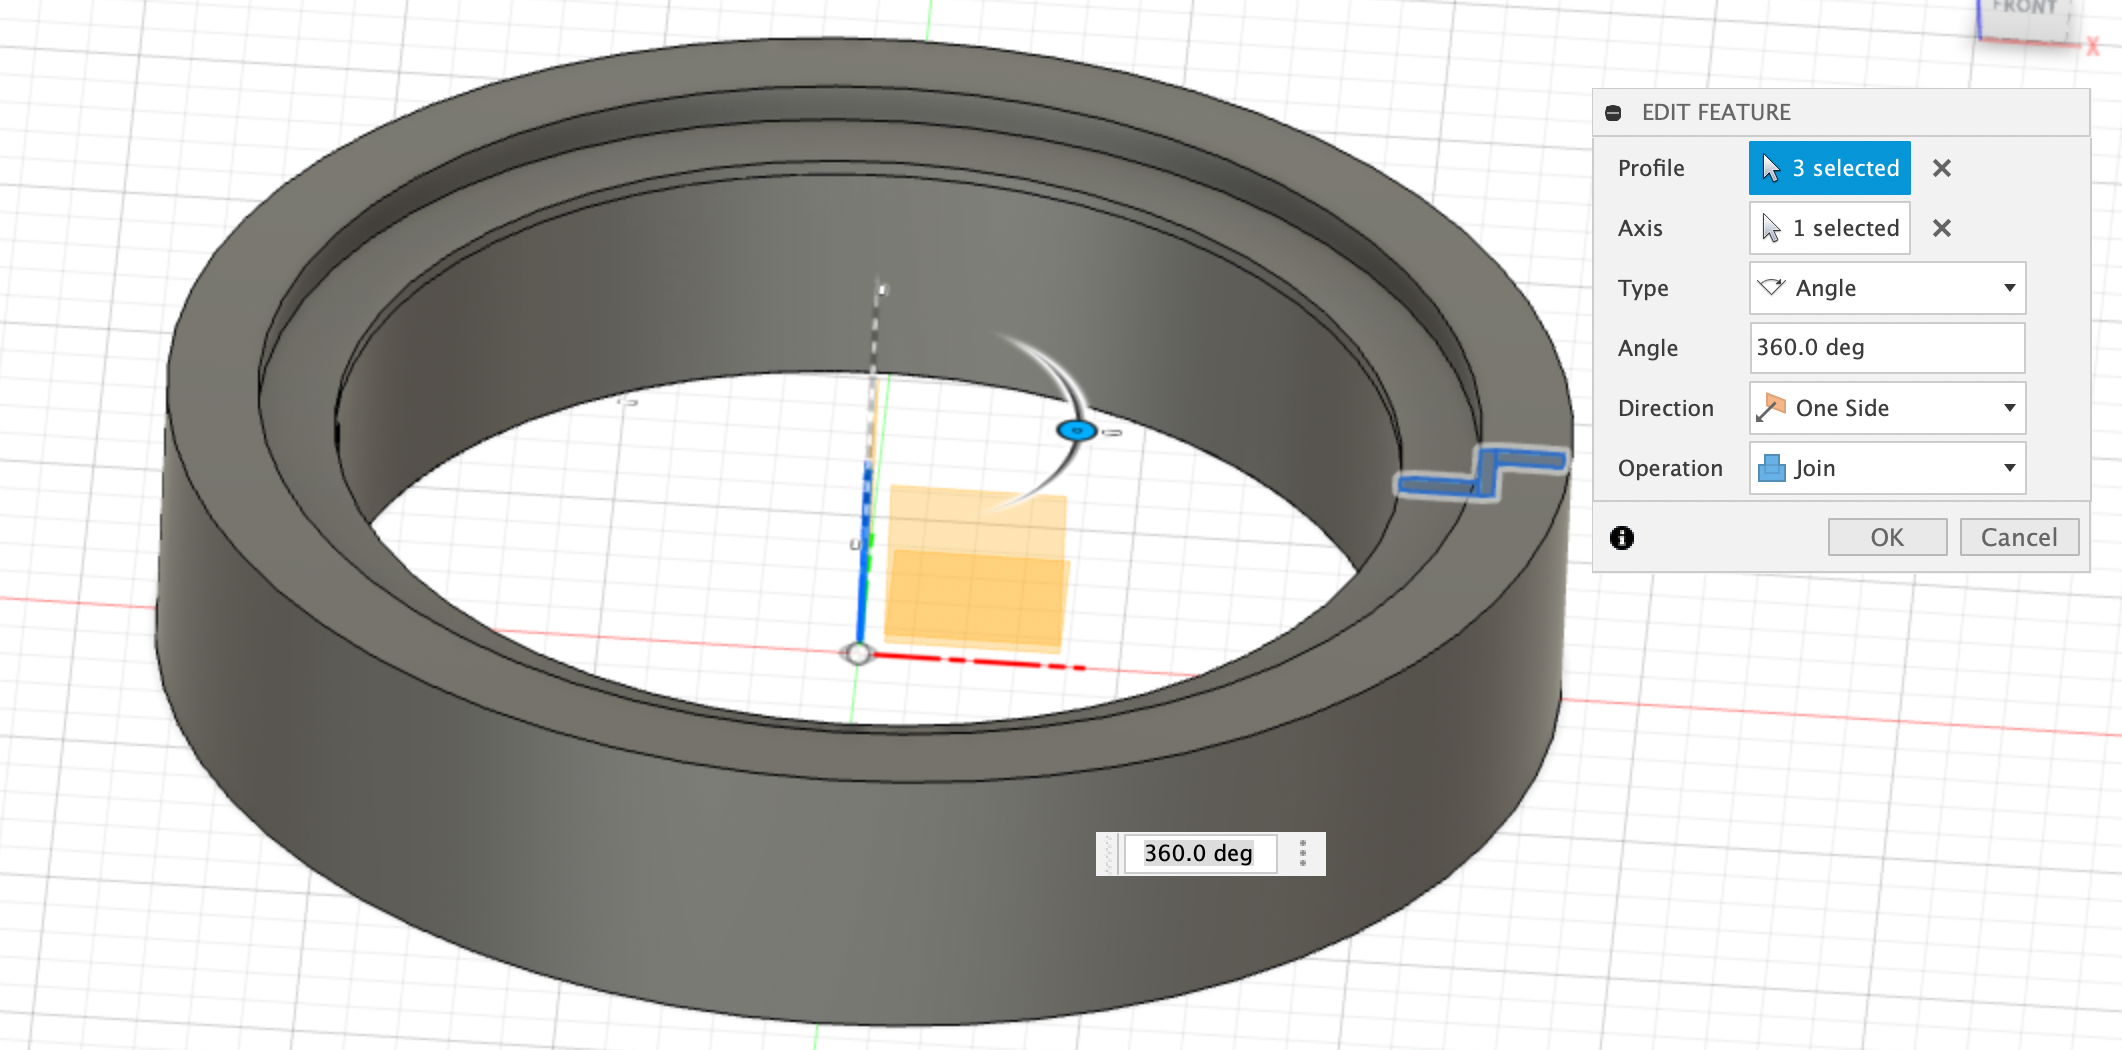 FRONT
X
EDIT FEATURE
Profile 3 selected
Axis 1 selected
Type Angle
Angle 360.0 deg
Direction One Side
Operation Join
OK Cancel
360.0 deg